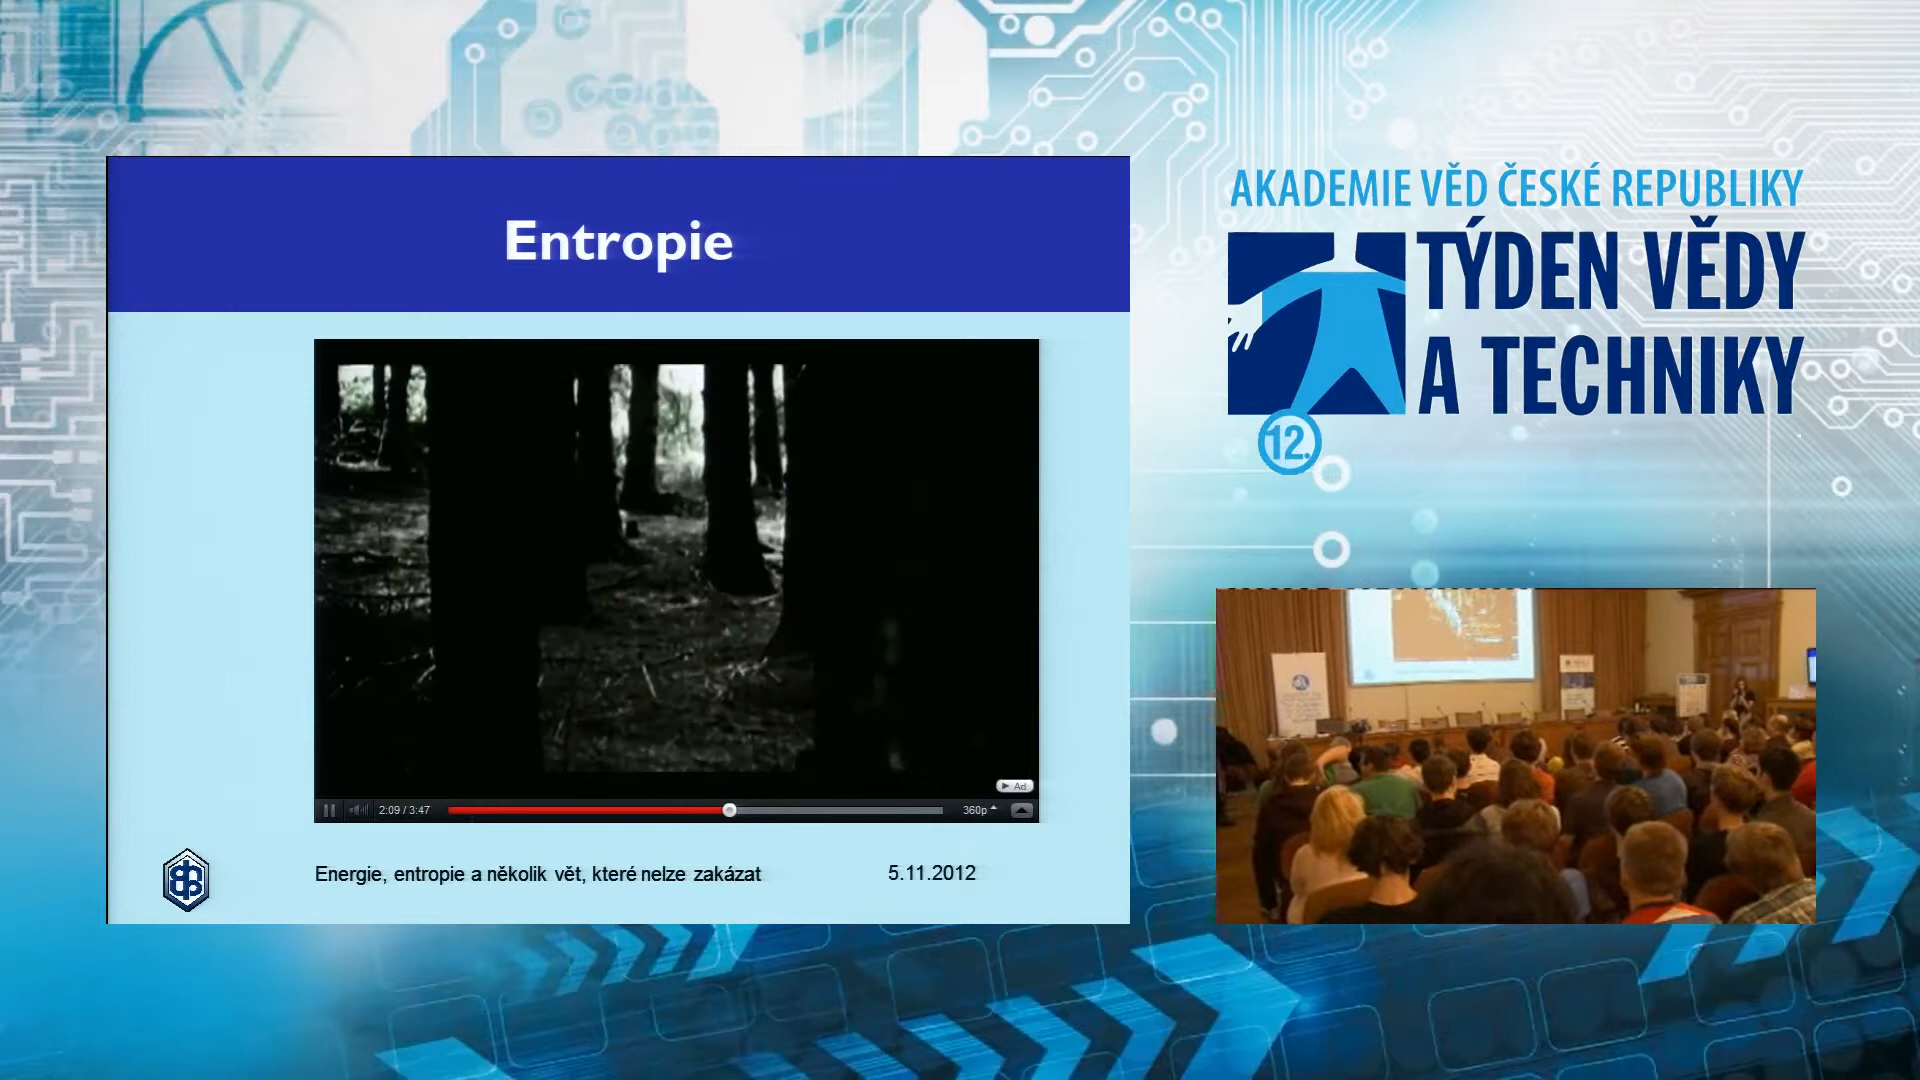 Entropie
2:09 / 3:47
360p
Ad
Energie, entropie a několik vět, které nelze zakázat
5.11.2012
AKADEMIE VĚD ČESKÉ REPUBLIKY
TÝDEN VĚDY
A TECHNIKY
12.